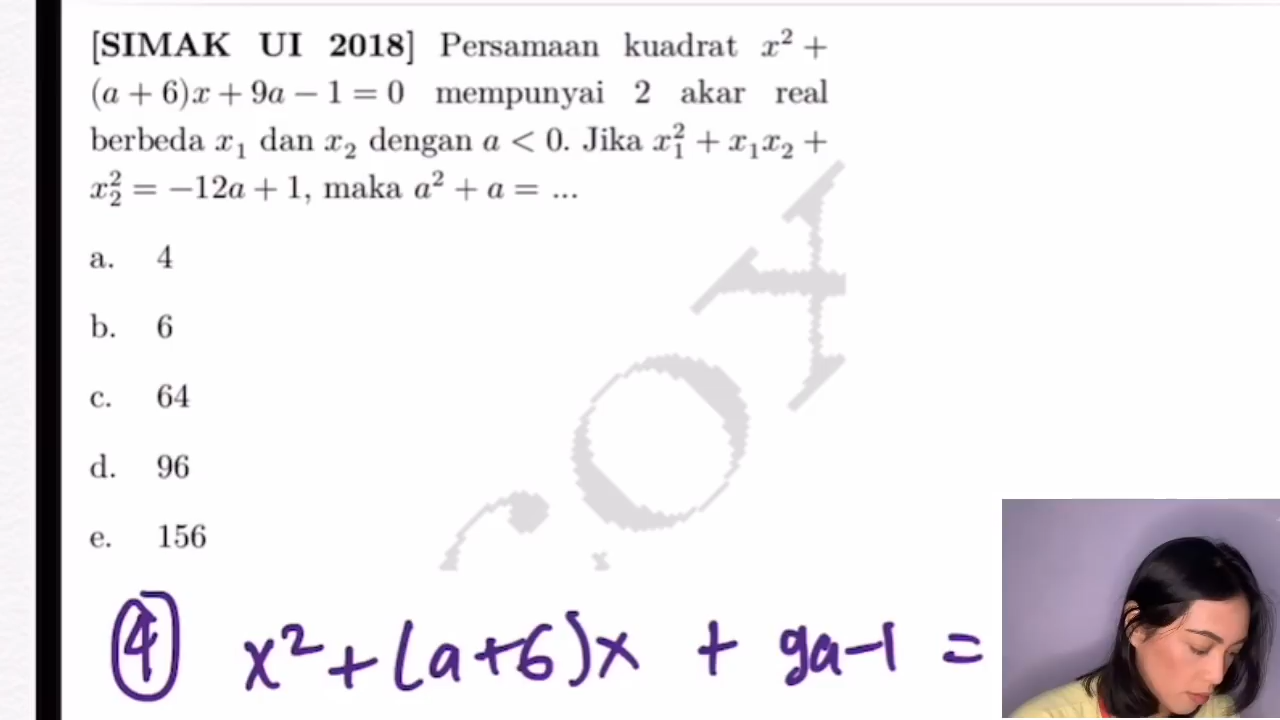 [SIMAK UI 2018] Persamaan kuadrat x² +
(a + 6)x + 9a − 1 = 0 mempunyai 2 akar real
berbeda x₁ dan x₂ dengan a < 0. Jika x₁² + x₁x₂ +
x₂² = −12a + 1, maka a² + a = ...
a. 4
b. 6
c. 64
d. 96
e. 156
④ x² + (a+6)x + 9a−1 =